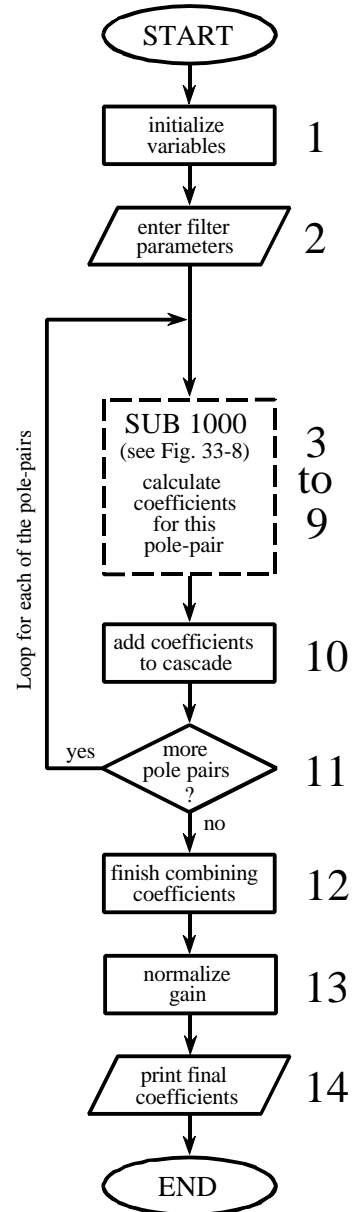 START
initialize
variables
1
enter filter
parameters
2
Loop for each of the pole-pairs
SUB 1000
(see Fig. 33-8)
calculate
coefficients
for this
pole-pair
3
to
9
add coefficients
to cascade
10
yes
more
pole pairs
?
11
no
finish combining
coefficients
12
normalize
gain
13
print final
coefficients
14
END